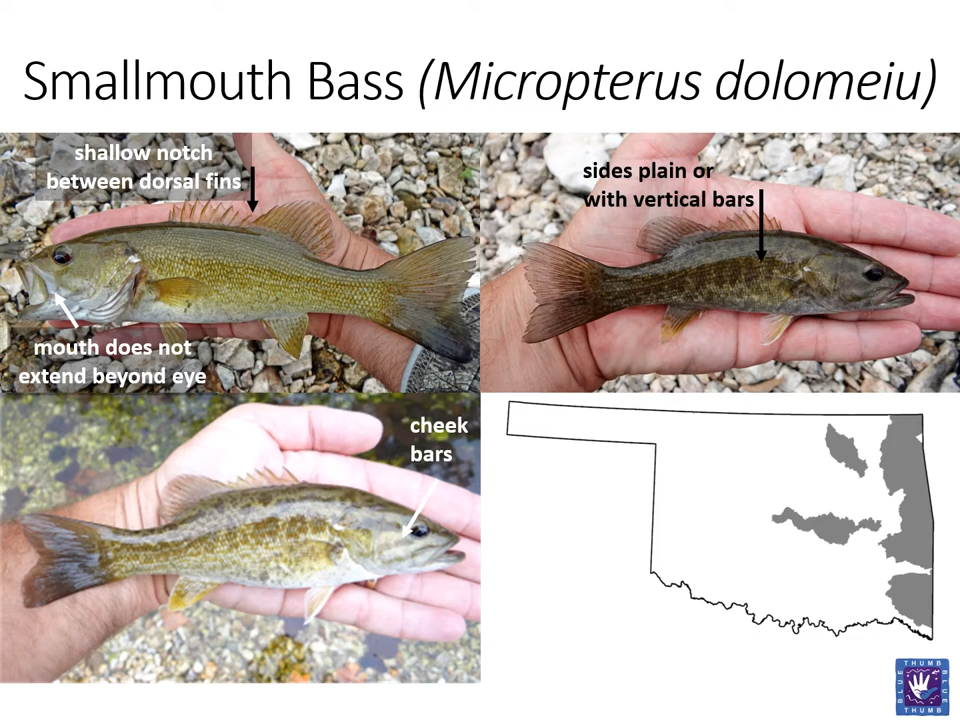 Smallmouth Bass (Micropterus dolomeiu)
shallow notch
between dorsal fins
sides plain or
with vertical bars
mouth does not
extend beyond eye
cheek
bars
THUMB
BLUE
BLUE
THUMB